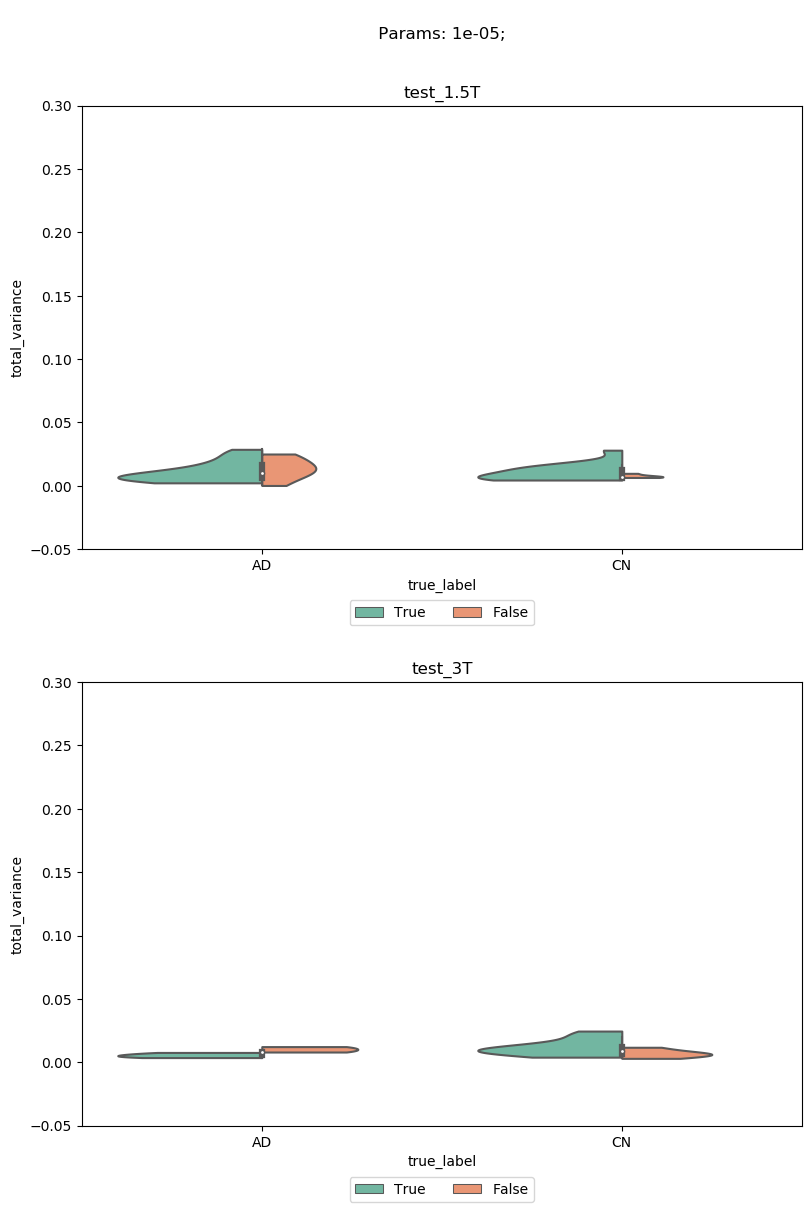 Params: 1e-05;
test_1.5T
0.30
0.25
0.20
0.15
0.10
0.05
0.00
−0.05
total_variance
AD CN
true_label
True False
test_3T
0.30
0.25
0.20
0.15
0.10
0.05
0.00
−0.05
total_variance
AD CN
true_label
True False